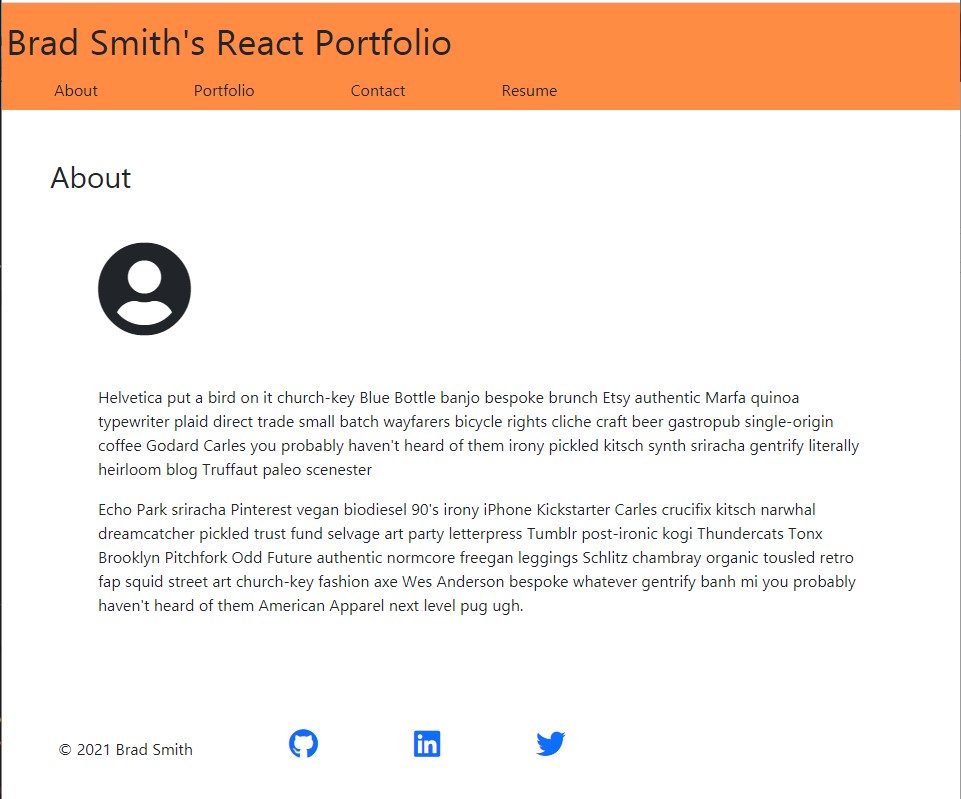 Brad Smith's React Portfolio
About Portfolio Contact Resume
About
Helvetica put a bird on it church-key Blue Bottle banjo bespoke brunch Etsy authentic Marfa quinoa
typewriter plaid direct trade small batch wayfarers bicycle rights cliche craft beer gastropub single-origin
coffee Godard Carles you probably haven't heard of them irony pickled kitsch synth sriracha gentrify literally
heirloom blog Truffaut paleo scenester
Echo Park sriracha Pinterest vegan biodiesel 90's irony iPhone Kickstarter Carles crucifix kitsch narwhal
dreamcatcher pickled trust fund selvage art party letterpress Tumblr post-ironic kogi Thundercats Tonx
Brooklyn Pitchfork Odd Future authentic normcore freegan leggings Schlitz chambray organic tousled retro
fap squid street art church-key fashion axe Wes Anderson bespoke whatever gentrify banh mi you probably
haven't heard of them American Apparel next level pug ugh.
© 2021 Brad Smith in